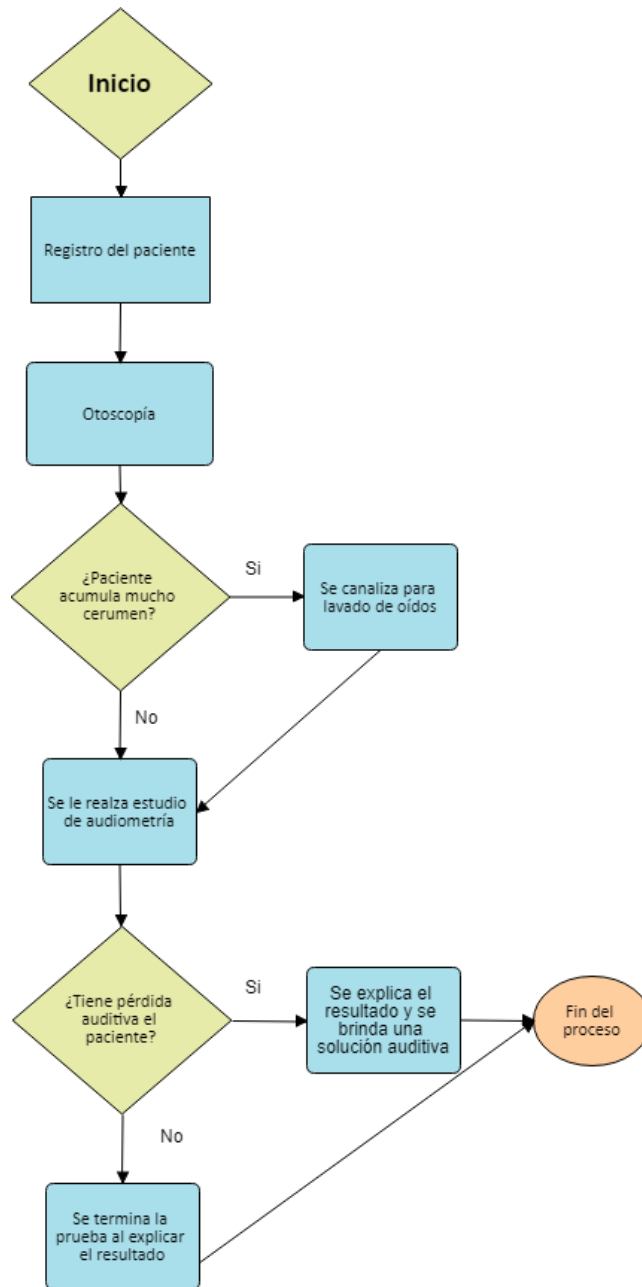 Inicio
Registro del paciente
Otoscopía
¿Paciente
acumula mucho
cerumen?
Si
Se canaliza para
lavado de oídos
No
Se le realza estudio
de audiometría
¿Tiene pérdida
auditiva el
paciente?
Si
Se explica el
resultado y se
brinda una
solución auditiva
Fin del
proceso
No
Se termina la
prueba al explicar
el resultado